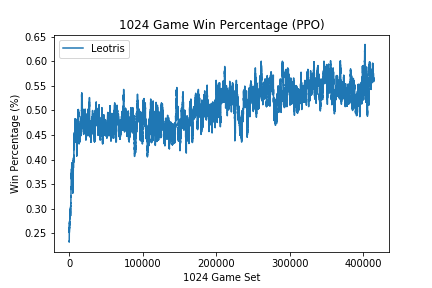 1024 Game Win Percentage (PPO)
Leotris
0.65
0.60
0.55
0.50
0.45
0.40
0.35
0.30
0.25
Win Percentage (%)
0 100000 200000 300000 400000
1024 Game Set